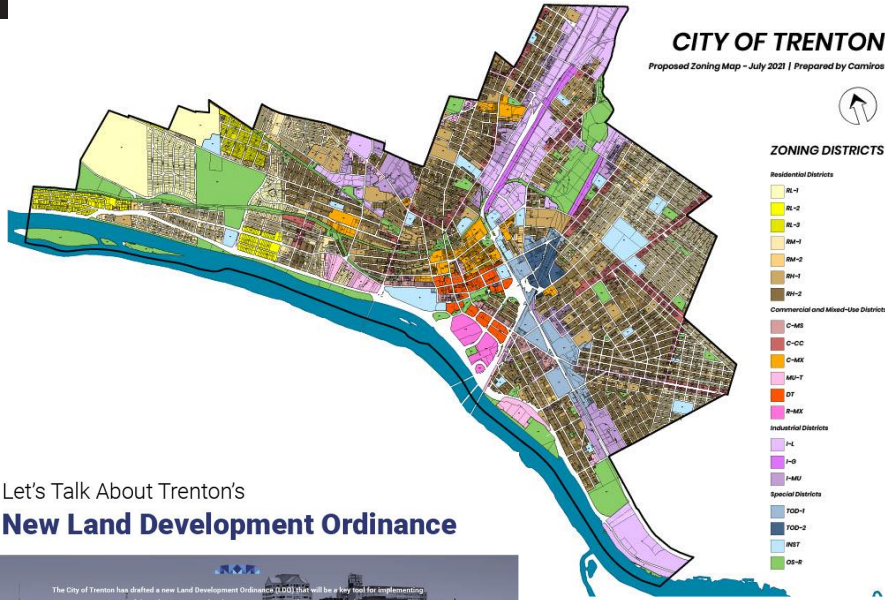 CITY OF TRENTON
Proposed Zoning Map - July 2021 | Prepared by Camiros
ZONING DISTRICTS
Residential Districts
RL-1
RL-2
RL-3
RM-1
RM-2
RH-1
RH-2
Commercial and Mixed-Use Districts
C-MS
C-CC
C-MX
MU-T
DT
R-MX
Industrial Districts
I-L
I-G
I-MU
Special Districts
TOD-1
TOD-2
INST
OS-R
Let's Talk About Trenton's
New Land Development Ordinance
The City of Trenton has drafted a new Land Development Ordinance (LDO) that will be a key tool for implementing